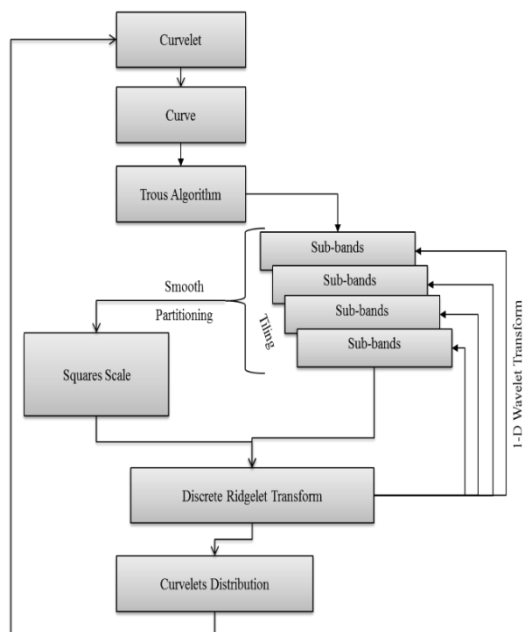 Curvelet
Curve
Trous Algorithm
Sub-bands
Sub-bands
Sub-bands
Sub-bands
Smooth
Partitioning
Tiling
Squares Scale
1-D Wavelet Transform
Discrete Ridgelet Transform
Curvelets Distribution